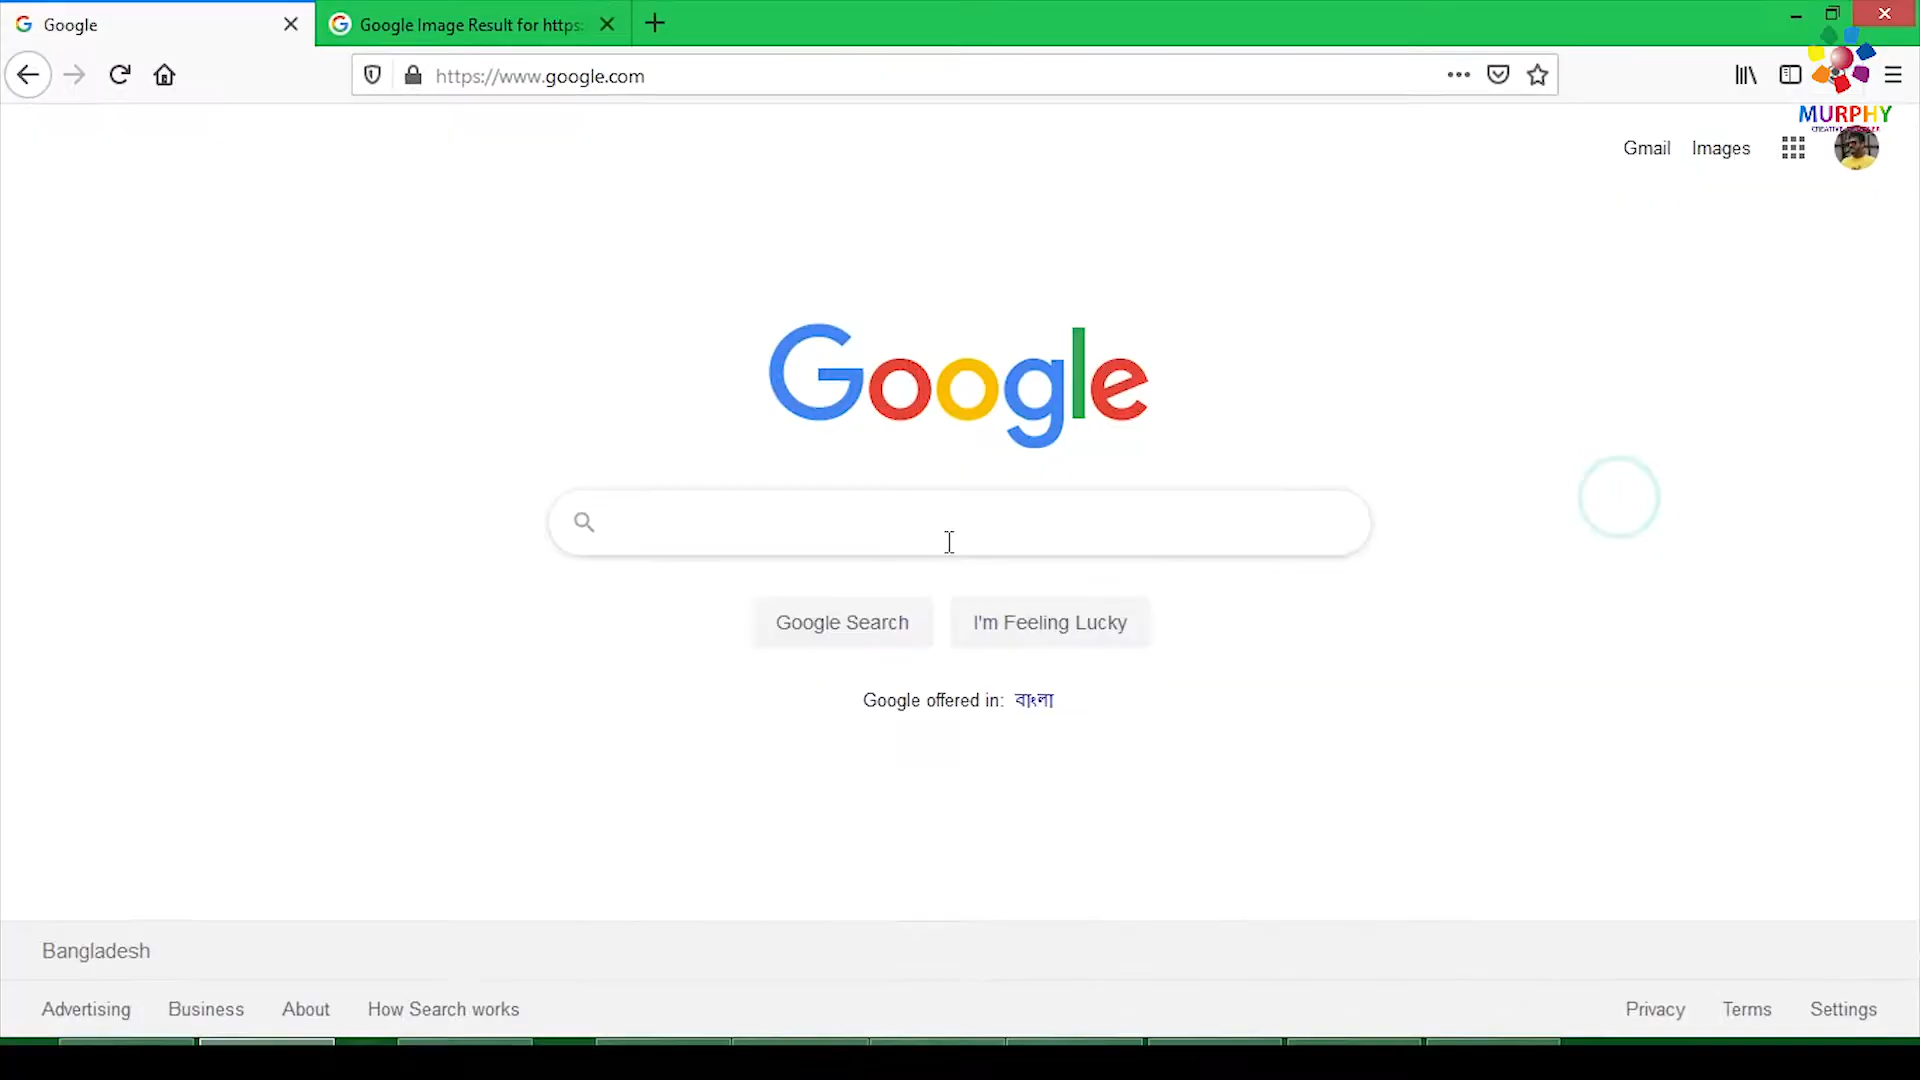 Google
Google Image Result for https:
https://www.google.com
MURPHY
Gmail Images
Google
Google Search I'm Feeling Lucky
Google offered in: বাংলা
Bangladesh
Advertising Business About How Search works
Privacy Terms Settings